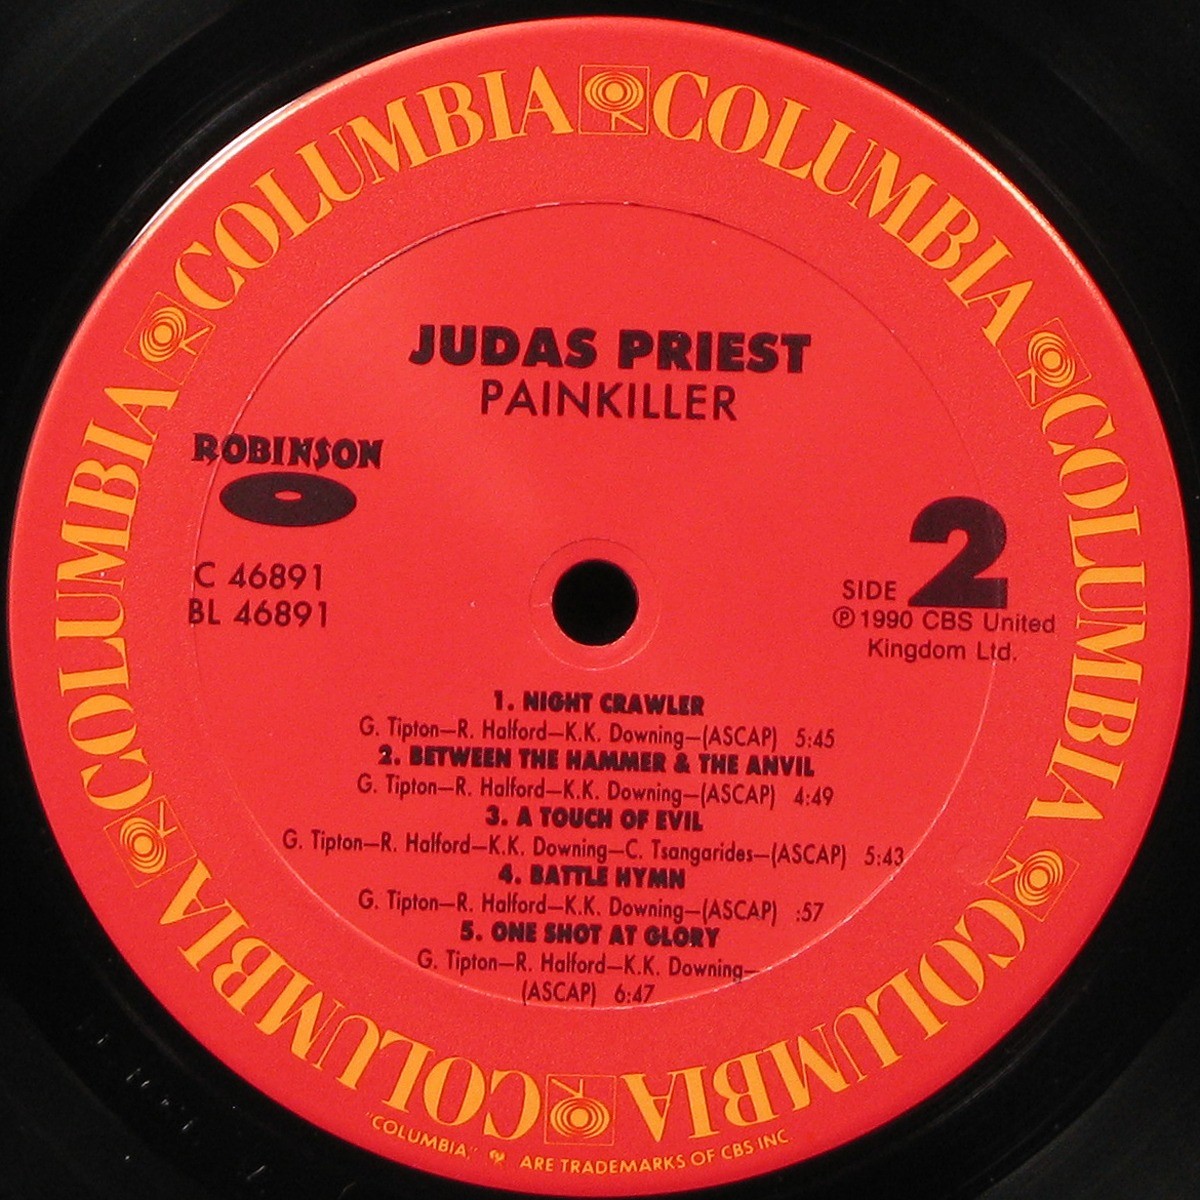 COLUMBIA COLUMBIA COLUMBIA COLUMBIA COLUMBIA COLUMBIA
JUDAS PRIEST
PAINKILLER
ROBINSON
C 46891
BL 46891
SIDE 2
Ⓟ 1990 CBS United
Kingdom Ltd.
1. NIGHT CRAWLER
G. Tipton—R. Halford—K.K. Downing—(ASCAP) 5:45
2. BETWEEN THE HAMMER & THE ANVIL
G. Tipton—R. Halford—K.K. Downing—(ASCAP) 4:49
3. A TOUCH OF EVIL
G. Tipton—R. Halford—K.K. Downing—C. Tsangarides—(ASCAP) 5:43
4. BATTLE HYMN
G. Tipton—R. Halford—K.K. Downing—(ASCAP) :57
5. ONE SHOT AT GLORY
G. Tipton—R. Halford—K.K. Downing—
(ASCAP) 6:47
"COLUMBIA," ARE TRADEMARKS OF CBS INC